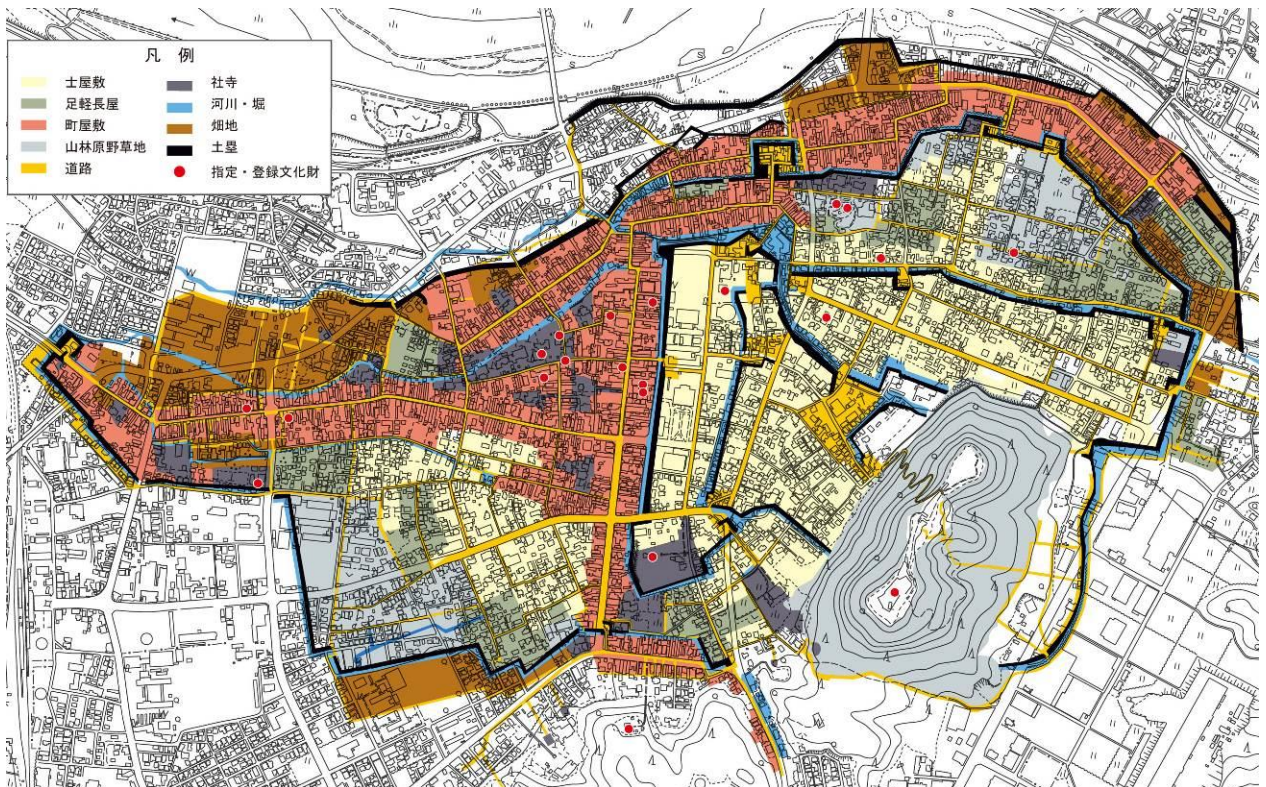 凡 例
士屋敷
足軽長屋
町屋敷
山林原野草地
道路
社寺
河川・堀
畑地
土塁
指定・登録文化財